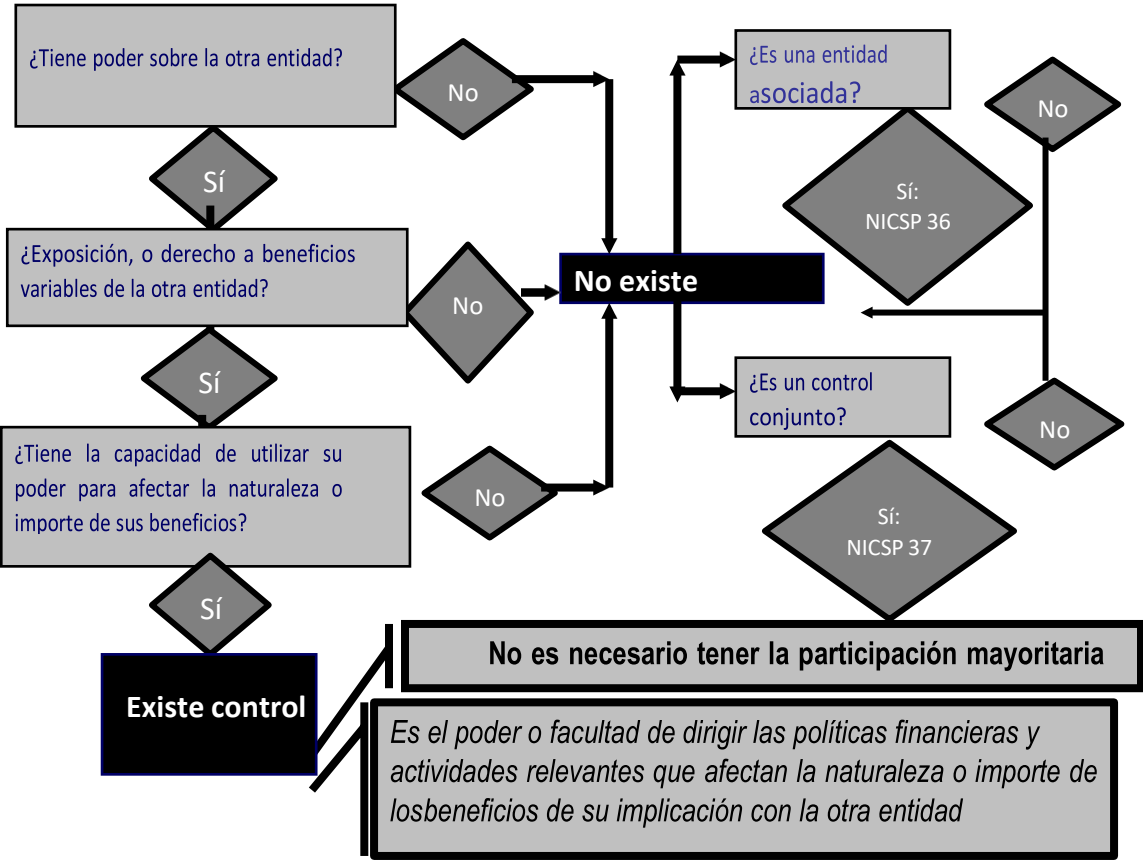 ¿Tiene poder sobre la otra entidad?
No
Sí
¿Exposición, o derecho a beneficios
variables de la otra entidad?
No
Sí
¿Tiene la capacidad de utilizar su
poder para afectar la naturaleza o
importe de sus beneficios?
No
Sí
Existe control
No existe
¿Es una entidad
asociada?
No
Sí:
NICSP 36
¿Es un control
conjunto?
No
Sí:
NICSP 37
No es necesario tener la participación mayoritaria
Es el poder o facultad de dirigir las políticas financieras y
actividades relevantes que afectan la naturaleza o importe de
losbeneficios de su implicación con la otra entidad